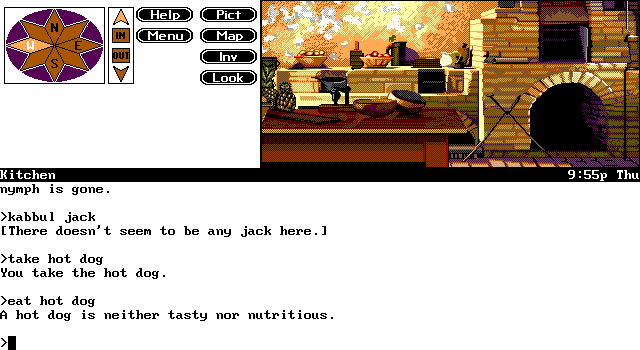 N
W E
S
IN
OUT
Help
Menu
Pict
Map
Inv
Look
Kitchen 9:55p Thu
nymph is gone.
>kabbul jack
[There doesn't seem to be any jack here.]
>take hot dog
You take the hot dog.
>eat hot dog
A hot dog is neither tasty nor nutritious.
>